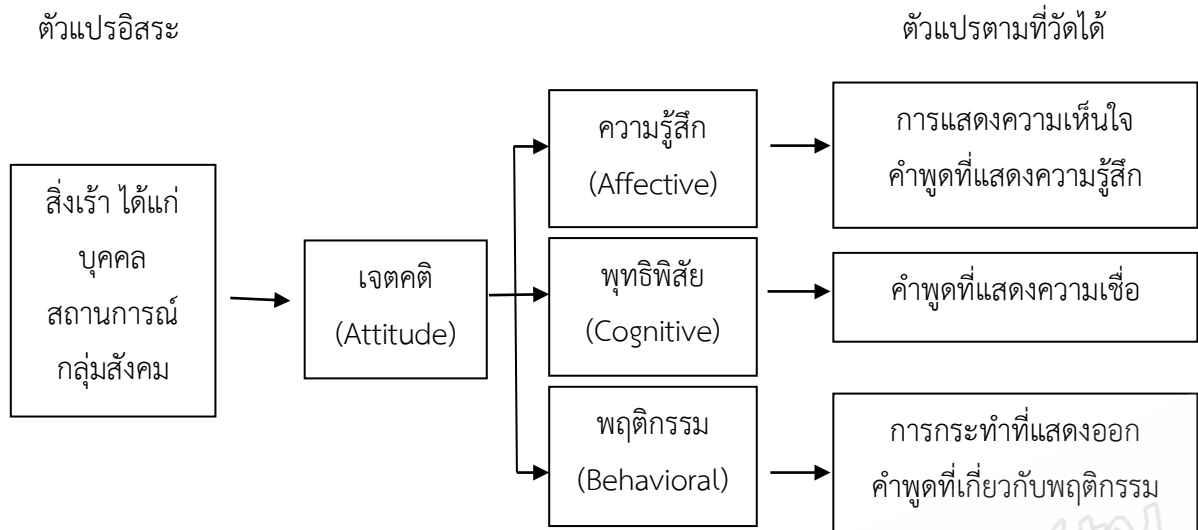 ตัวแปรอิสระ
ตัวแปรตามที่วัดได้
สิ่งเร้า ได้แก่
บุคคล
สถานการณ์
กลุ่มสังคม
เจตคติ
(Attitude)
ความรู้สึก
(Affective)
การแสดงความเห็นใจ
คำพูดที่แสดงความรู้สึก
พุทธิพิสัย
(Cognitive)
คำพูดที่แสดงความเชื่อ
พฤติกรรม
(Behavioral)
การกระทำที่แสดงออก
คำพูดที่เกี่ยวกับพฤติกรรม